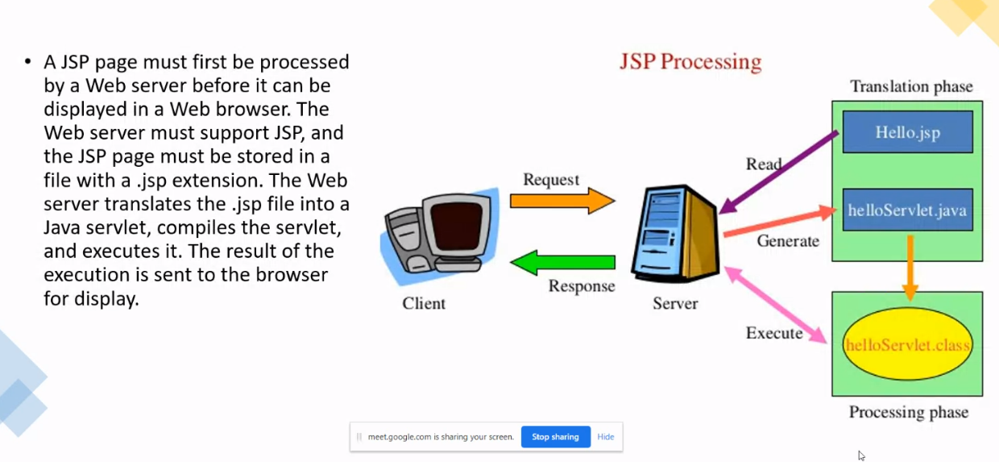 • A JSP page must first be processed
by a Web server before it can be
displayed in a Web browser. The
Web server must support JSP, and
the JSP page must be stored in a
file with a .jsp extension. The Web
server translates the .jsp file into a
Java servlet, compiles the servlet,
and executes it. The result of the
execution is sent to the browser
for display.
JSP Processing
Translation phase
Hello.jsp
Read
Request
helloServlet.java
Generate
Response
Client
Server
Execute
helloServlet.class
Processing phase
meet.google.com is sharing your screen. Stop sharing Hide